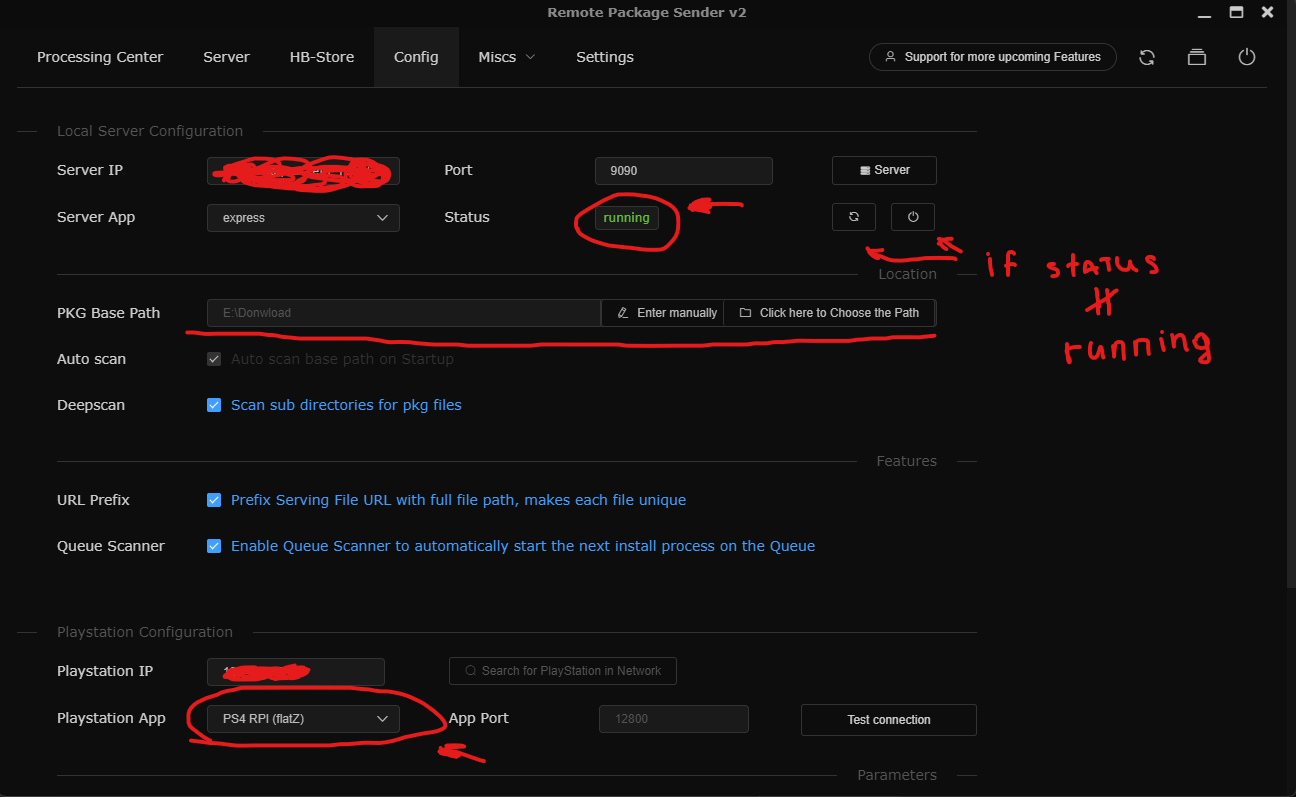 Remote Package Sender v2
Processing Center Server HB-Store Config Miscs Settings Support for more upcoming Features
Local Server Configuration
Server IP Port 9090 Server
Server App express Status running
if status
Location
PKG Base Path E:\Donwload Enter manually Click here to Choose the Path
running
Auto scan Auto scan base path on Startup
Deepscan Scan sub directories for pkg files
Features
URL Prefix Prefix Serving File URL with full file path, makes each file unique
Queue Scanner Enable Queue Scanner to automatically start the next install process on the Queue
Playstation Configuration
Playstation IP Search for PlayStation in Network
Playstation App PS4 RPI (flatZ) App Port 12800 Test connection
Parameters